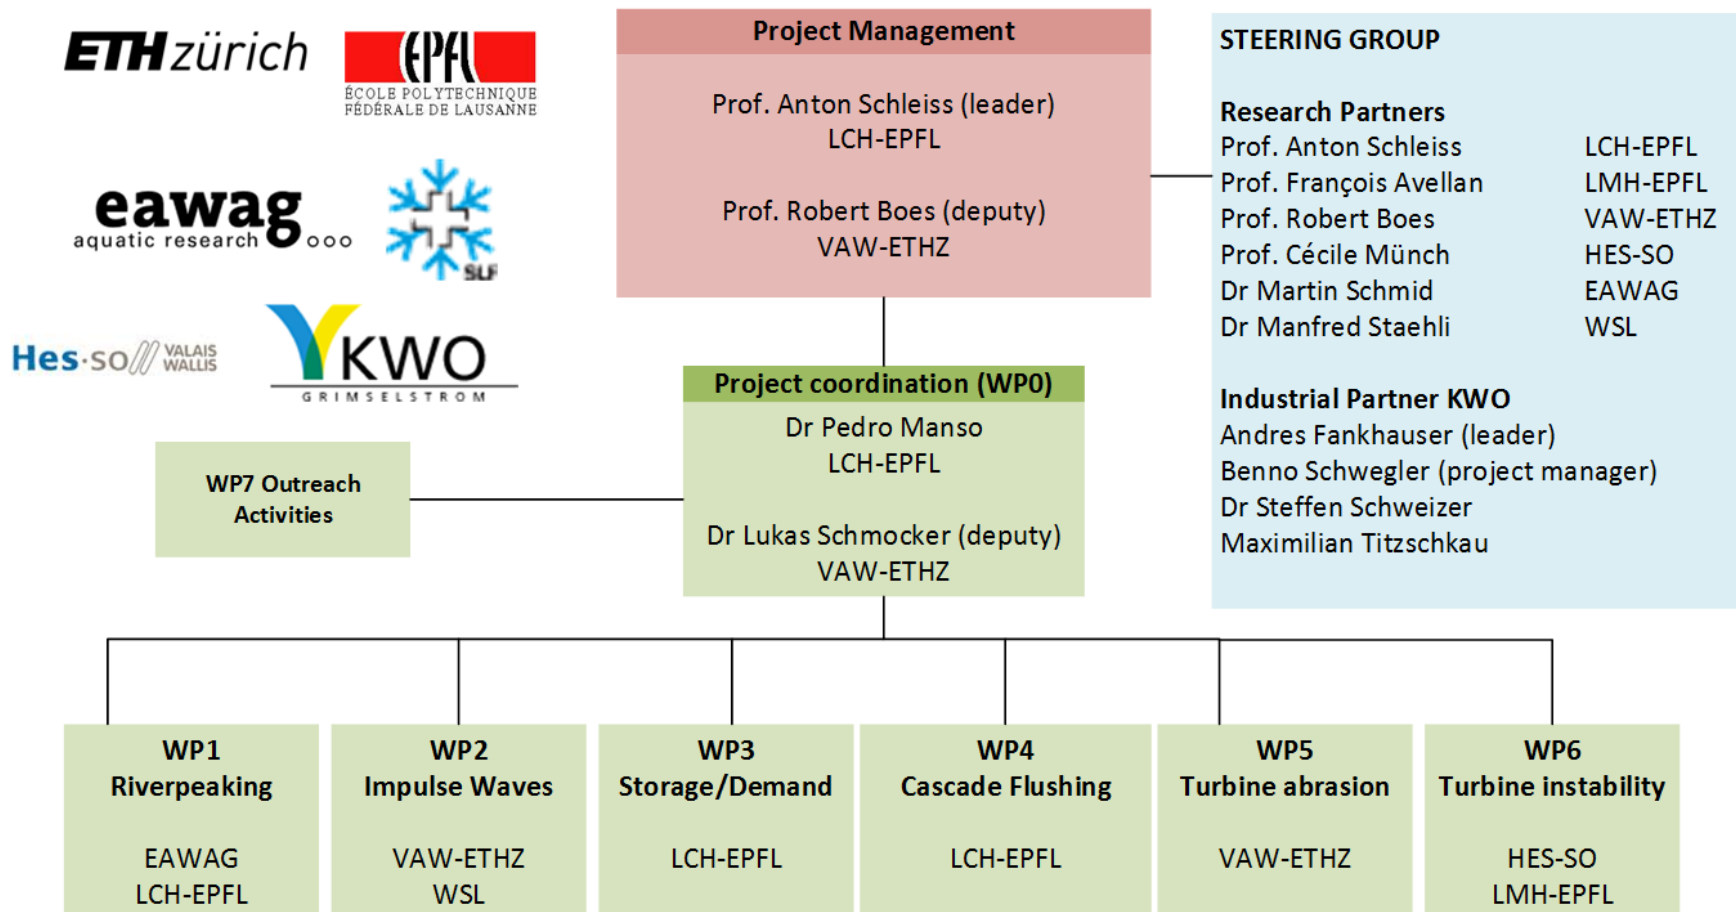 ETH zürich
EPFL
ÉCOLE POLYTECHNIQUE
FÉDÉRALE DE LAUSANNE
eawag
aquatic research
SLF
Hes·so VALAIS
WALLIS
KWO
GRIMSELSTROM
Project Management
Prof. Anton Schleiss (leader)
LCH-EPFL
Prof. Robert Boes (deputy)
VAW-ETHZ
STEERING GROUP
Research Partners
Prof. Anton Schleiss LCH-EPFL
Prof. François Avellan LMH-EPFL
Prof. Robert Boes VAW-ETHZ
Prof. Cécile Münch HES-SO
Dr Martin Schmid EAWAG
Dr Manfred Staehli WSL
Industrial Partner KWO
Andres Fankhauser (leader)
Benno Schwegler (project manager)
Dr Steffen Schweizer
Maximilian Titzschkau
Project coordination (WP0)
Dr Pedro Manso
LCH-EPFL
Dr Lukas Schmocker (deputy)
VAW-ETHZ
WP7 Outreach
Activities
WP1
Riverpeaking
EAWAG
LCH-EPFL
WP2
Impulse Waves
VAW-ETHZ
WSL
WP3
Storage/Demand
LCH-EPFL
WP4
Cascade Flushing
LCH-EPFL
WP5
Turbine abrasion
VAW-ETHZ
WP6
Turbine instability
HES-SO
LMH-EPFL